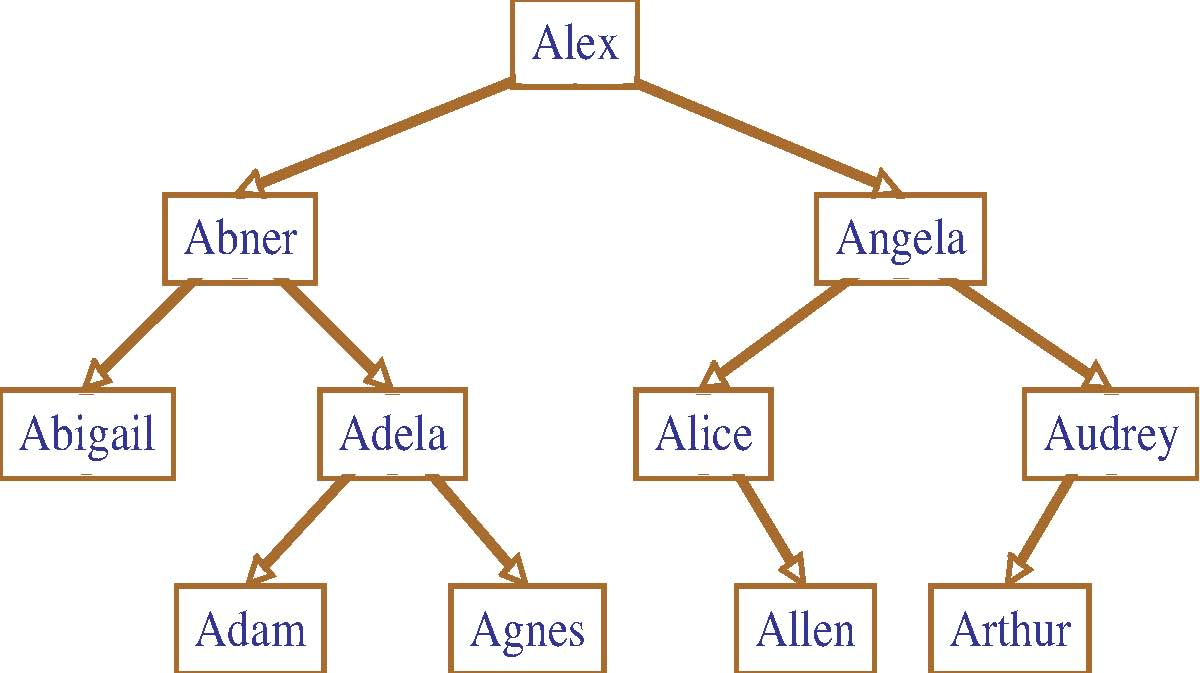 Alex
Abner
Angela
Abigail
Adela
Alice
Audrey
Adam
Agnes
Allen
Arthur